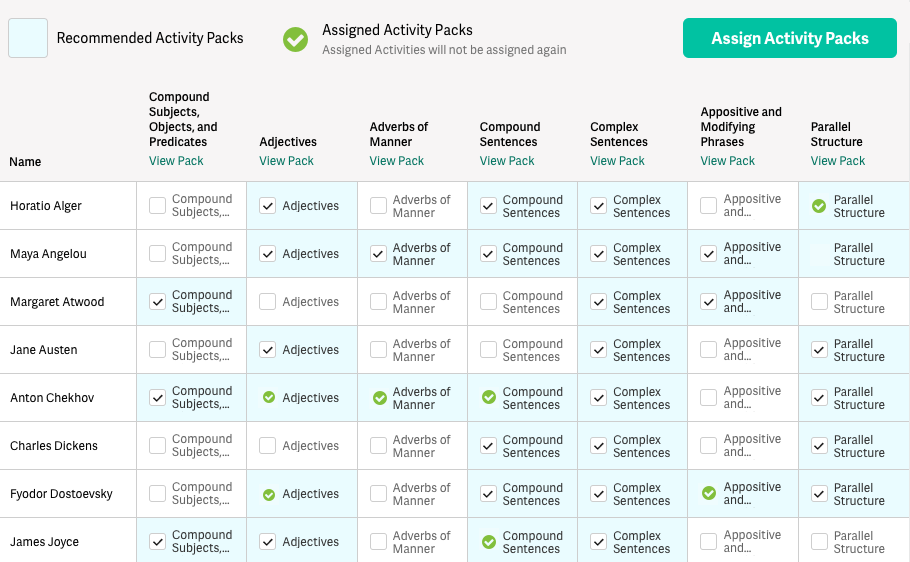 Recommended Activity Packs
Assigned Activity Packs
Assigned Activities will not be assigned again
Assign Activity Packs
Name
Compound
Subjects,
Objects, and
Predicates
View Pack
Adjectives
View Pack
Adverbs of
Manner
View Pack
Compound
Sentences
View Pack
Complex
Sentences
View Pack
Appositive and
Modifying
Phrases
View Pack
Parallel
Structure
View Pack
Horatio Alger
Compound
Subjects,...
Adjectives
Adverbs of
Manner
Compound
Sentences
Complex
Sentences
Appositive
and...
Parallel
Structure
Maya Angelou
Compound
Subjects,...
Adjectives
Adverbs of
Manner
Compound
Sentences
Complex
Sentences
Appositive
and...
Parallel
Structure
Margaret Atwood
Compound
Subjects,...
Adjectives
Adverbs of
Manner
Compound
Sentences
Complex
Sentences
Appositive
and...
Parallel
Structure
Jane Austen
Compound
Subjects,...
Adjectives
Adverbs of
Manner
Compound
Sentences
Complex
Sentences
Appositive
and...
Parallel
Structure
Anton Chekhov
Compound
Subjects,...
Adjectives
Adverbs of
Manner
Compound
Sentences
Complex
Sentences
Appositive
and...
Parallel
Structure
Charles Dickens
Compound
Subjects,...
Adjectives
Adverbs of
Manner
Compound
Sentences
Complex
Sentences
Appositive
and...
Parallel
Structure
Fyodor Dostoevsky
Compound
Subjects,...
Adjectives
Adverbs of
Manner
Compound
Sentences
Complex
Sentences
Appositive
and...
Parallel
Structure
James Joyce
Compound
Subjects,...
Adjectives
Adverbs of
Manner
Compound
Sentences
Complex
Sentences
Appositive
and...
Parallel
Structure